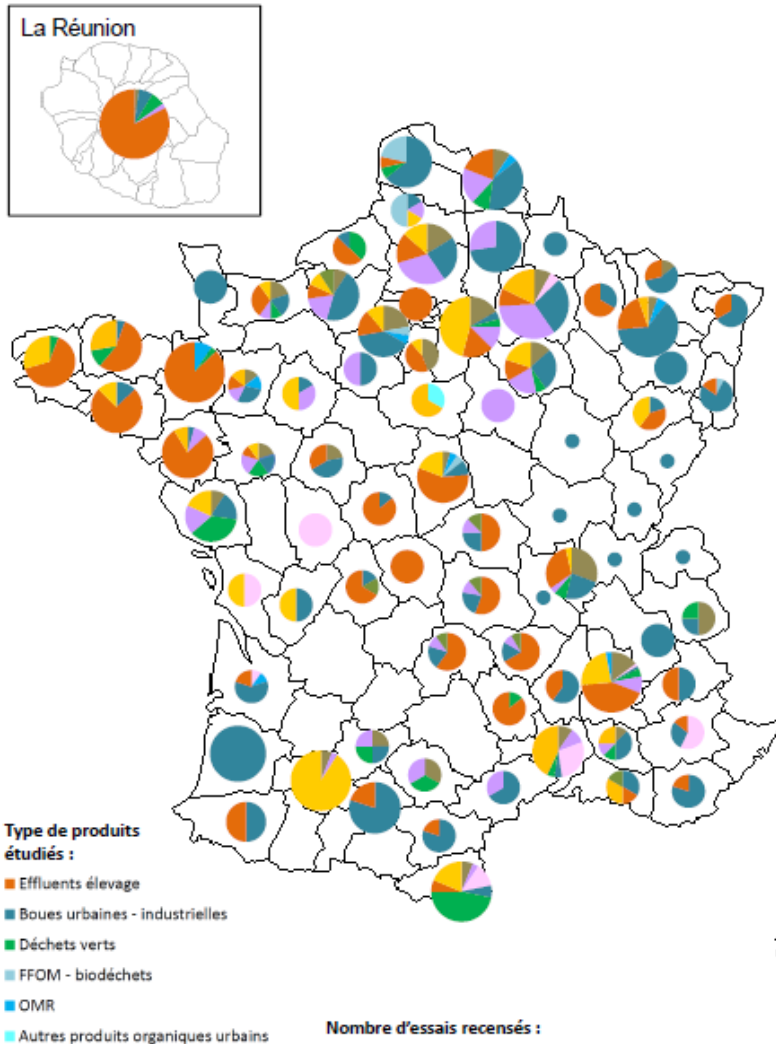 La Réunion
Type de produits
étudiés :
Effluents élevage
Boues urbaines - industrielles
Déchets verts
FFOM - biodéchets
OMR
Autres produits organiques urbains
Nombre d'essais recensés :